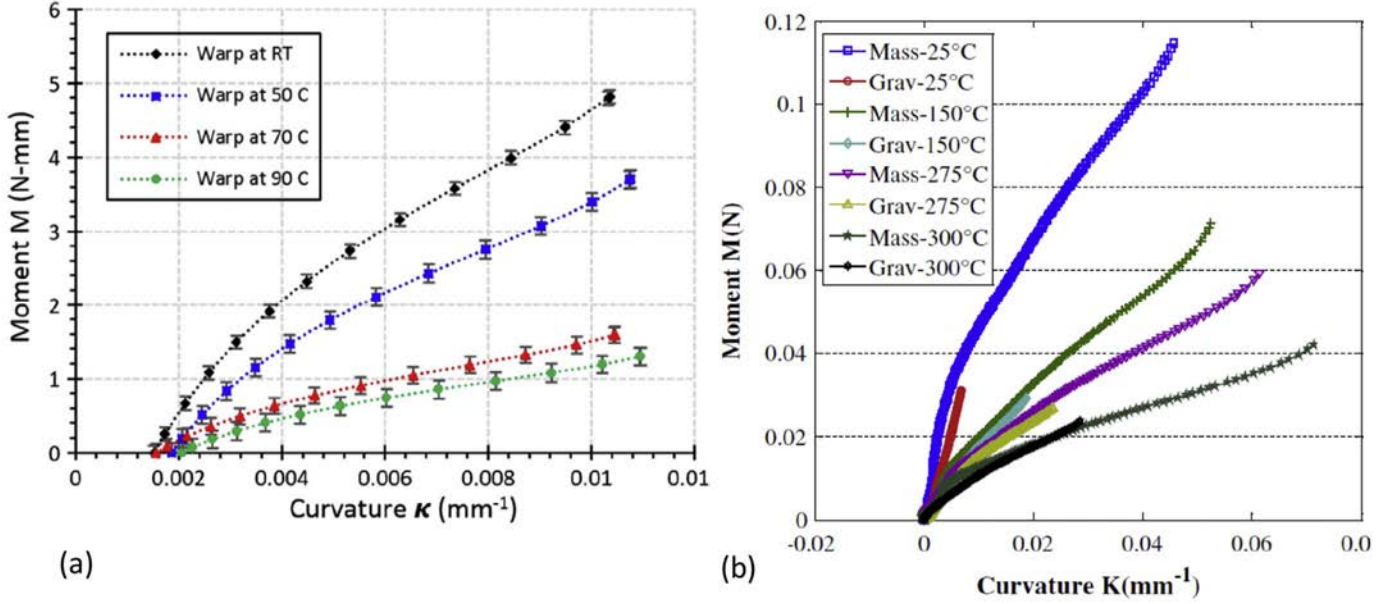 6
5
4
3
2
1
0
Moment M (N-mm)
Warp at RT
Warp at 50 C
Warp at 70 C
Warp at 90 C
0
0.002
0.004
0.006
0.008
0.010
0.01
Curvature κ (mm-1)
(a)
0.12
0.1
0.08
0.06
0.04
0.02
0
Moment M(N)
Mass-25°C
Grav-25°C
Mass-150°C
Grav-150°C
Mass-275°C
Grav-275°C
Mass-300°C
Grav-300°C
-0.02
0
0.02
0.04
0.06
0.0
Curvature K(mm-1)
(b)